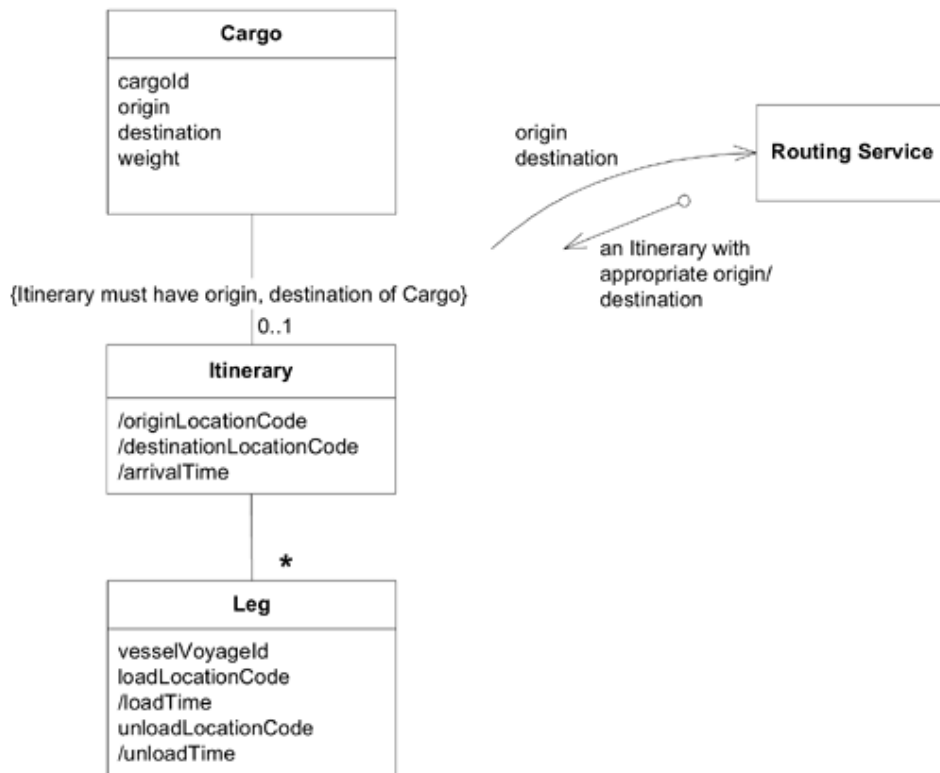 Cargo
cargoId
origin
destination
weight
origin
destination
Routing Service
an Itinerary with
appropriate origin/
destination
{Itinerary must have origin, destination of Cargo}
0..1
Itinerary
/originLocationCode
/destinationLocationCode
/arrivalTime
*
Leg
vesselVoyageId
loadLocationCode
/loadTime
unloadLocationCode
/unloadTime